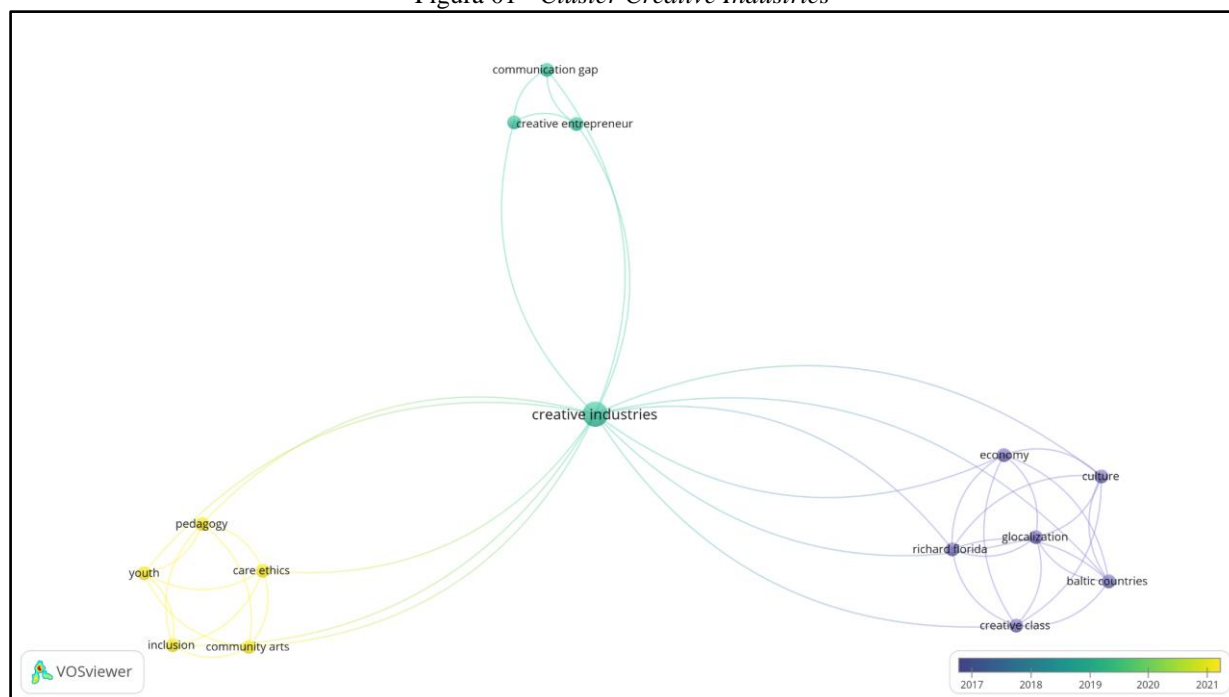 Figura 61 - Cluster Creative Industries
communication gap
creative entrepreneur
creative industries
economy
culture
pedagogy
glocalization
richard florida
youth
care ethics
baltic countries
creative class
inclusion
community arts
VOSviewer
2017 2018 2019 2020 2021